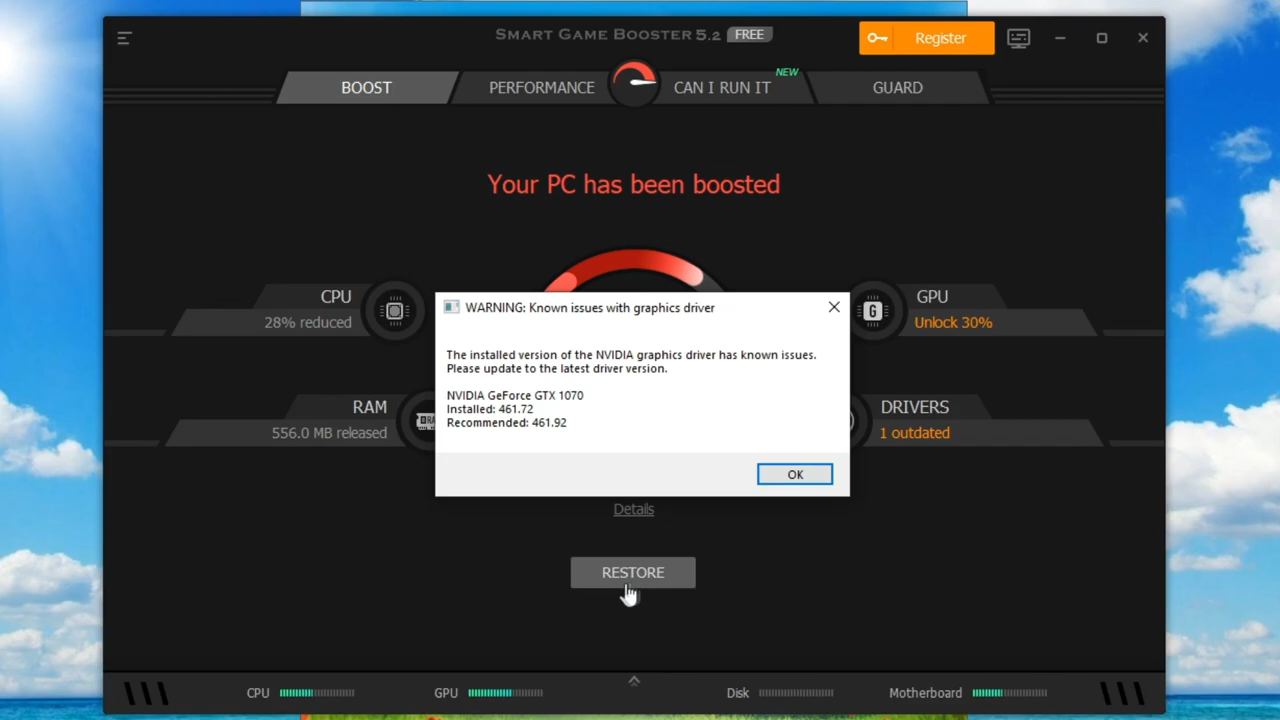 SMART GAME BOOSTER 5.2 FREE
Register
BOOST
PERFORMANCE
CAN I RUN IT
NEW
GUARD
Your PC has been boosted
CPU
28% reduced
GPU
Unlock 30%
RAM
556.0 MB released
DRIVERS
1 outdated
WARNING: Known issues with graphics driver
The installed version of the NVIDIA graphics driver has known issues.
Please update to the latest driver version.
NVIDIA GeForce GTX 1070
Installed: 461.72
Recommended: 461.92
OK
Details
RESTORE
CPU
GPU
Disk
Motherboard